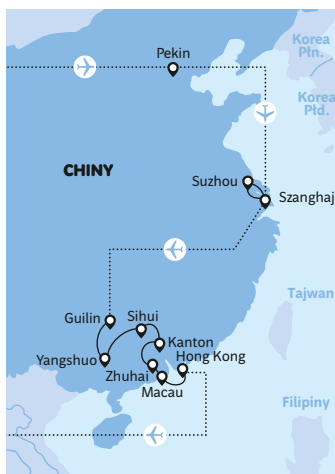 Korea
Płn.
Pekin
Korea
Płd.
CHINY
Suzhou
Szanghaj
Tajwan
Guilin
Sihui
Kanton
Hong Kong
Yangshuo
Zhuhai
Macau
Filipiny